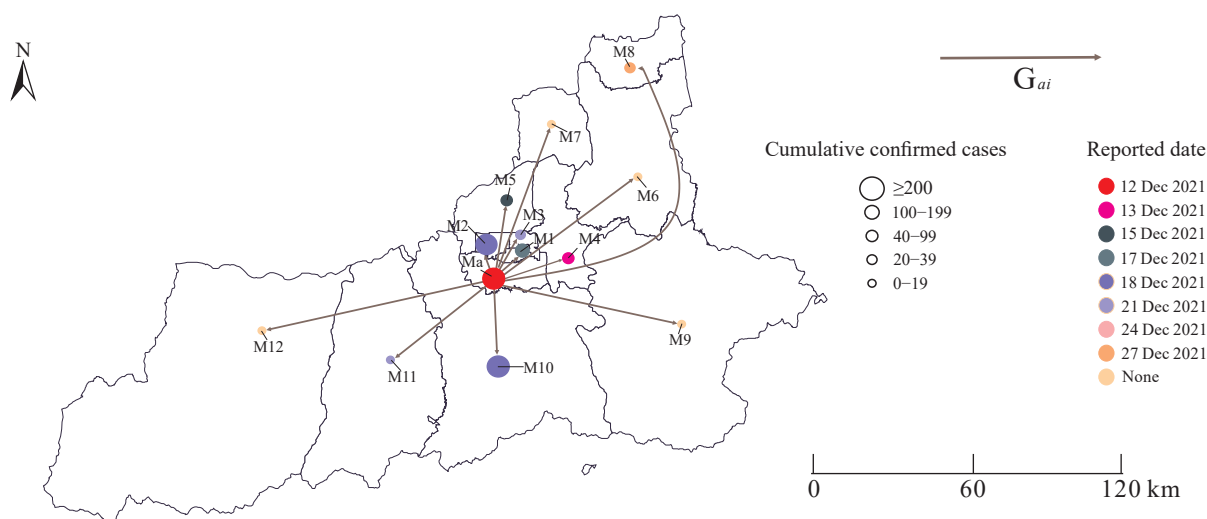 N
M8
G_{ai}
M7
Cumulative confirmed cases
Reported date
≥200
100−199
40−99
20−39
0−19
12 Dec 2021
13 Dec 2021
15 Dec 2021
17 Dec 2021
18 Dec 2021
21 Dec 2021
24 Dec 2021
27 Dec 2021
None
M5
M6
M2
M3
M1
M4
Ma
M12
M11
M10
M9
0
60
120 km